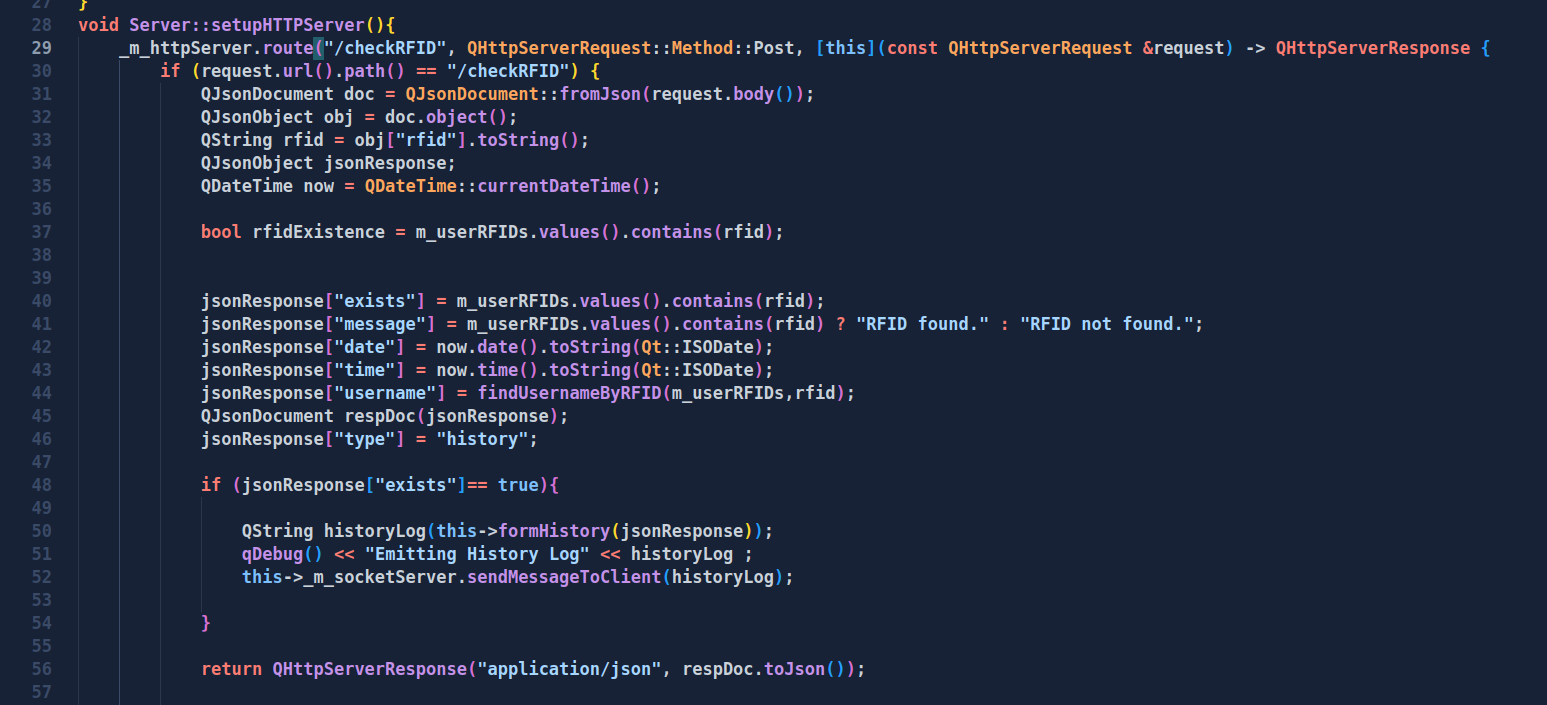 27 }
28 void Server::setupHTTPServer(){
29 _m_httpServer.route("/checkRFID", QHttpServerRequest::Method::Post, [this](const QHttpServerRequest &request) -> QHttpServerResponse {
30 if (request.url().path() == "/checkRFID") {
31 QJsonDocument doc = QJsonDocument::fromJson(request.body());
32 QJsonObject obj = doc.object();
33 QString rfid = obj["rfid"].toString();
34 QJsonObject jsonResponse;
35 QDateTime now = QDateTime::currentDateTime();
36
37 bool rfidExistence = m_userRFIDs.values().contains(rfid);
38
39
40 jsonResponse["exists"] = m_userRFIDs.values().contains(rfid);
41 jsonResponse["message"] = m_userRFIDs.values().contains(rfid) ? "RFID found." : "RFID not found.";
42 jsonResponse["date"] = now.date().toString(Qt::ISODate);
43 jsonResponse["time"] = now.time().toString(Qt::ISODate);
44 jsonResponse["username"] = findUsernameByRFID(m_userRFIDs,rfid);
45 QJsonDocument respDoc(jsonResponse);
46 jsonResponse["type"] = "history";
47
48 if (jsonResponse["exists"]== true){
49
50 QString historyLog(this->formHistory(jsonResponse));
51 qDebug() << "Emitting History Log" << historyLog ;
52 this->_m_socketServer.sendMessageToClient(historyLog);
53
54 }
55
56 return QHttpServerResponse("application/json", respDoc.toJson());
57